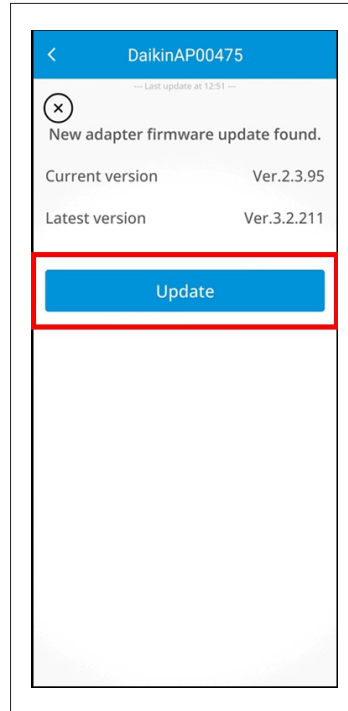 DaikinAP00475
--- Last update at 12:51 ---
New adapter firmware update found.
Current version Ver.2.3.95
Latest version Ver.3.2.211
Update